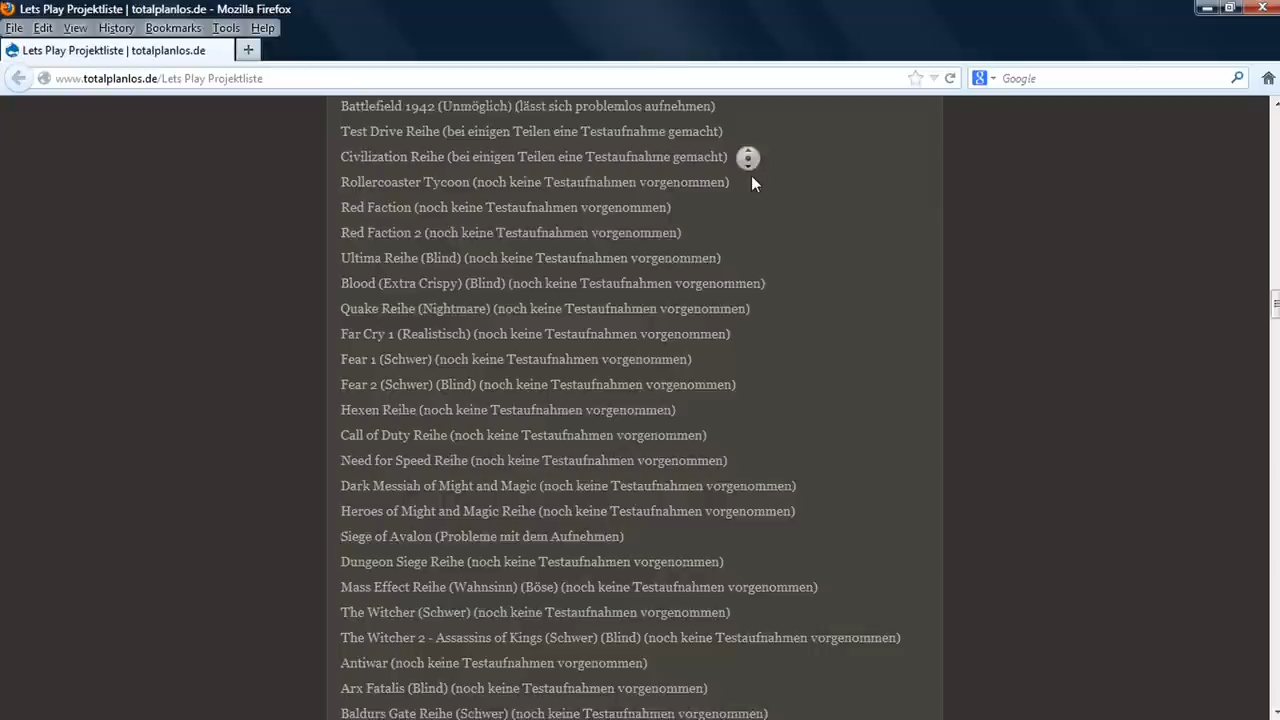 Lets Play Projektliste | totalplanlos.de - Mozilla Firefox
File Edit View History Bookmarks Tools Help
Lets Play Projektliste | totalplanlos.de
www.totalplanlos.de/Lets Play Projektliste
Google
Battlefield 1942 (Unmöglich) (lässt sich problemlos aufnehmen)
Test Drive Reihe (bei einigen Teilen eine Testaufnahme gemacht)
Civilization Reihe (bei einigen Teilen eine Testaufnahme gemacht)
Rollercoaster Tycoon (noch keine Testaufnahmen vorgenommen)
Red Faction (noch keine Testaufnahmen vorgenommen)
Red Faction 2 (noch keine Testaufnahmen vorgenommen)
Ultima Reihe (Blind) (noch keine Testaufnahmen vorgenommen)
Blood (Extra Crispy) (Blind) (noch keine Testaufnahmen vorgenommen)
Quake Reihe (Nightmare) (noch keine Testaufnahmen vorgenommen)
Far Cry 1 (Realistisch) (noch keine Testaufnahmen vorgenommen)
Fear 1 (Schwer) (noch keine Testaufnahmen vorgenommen)
Fear 2 (Schwer) (Blind) (noch keine Testaufnahmen vorgenommen)
Hexen Reihe (noch keine Testaufnahmen vorgenommen)
Call of Duty Reihe (noch keine Testaufnahmen vorgenommen)
Need for Speed Reihe (noch keine Testaufnahmen vorgenommen)
Dark Messiah of Might and Magic (noch keine Testaufnahmen vorgenommen)
Heroes of Might and Magic Reihe (noch keine Testaufnahmen vorgenommen)
Siege of Avalon (Probleme mit dem Aufnehmen)
Dungeon Siege Reihe (noch keine Testaufnahmen vorgenommen)
Mass Effect Reihe (Wahnsinn) (Böse) (noch keine Testaufnahmen vorgenommen)
The Witcher (Schwer) (noch keine Testaufnahmen vorgenommen)
The Witcher 2 - Assassins of Kings (Schwer) (Blind) (noch keine Testaufnahmen vorgenommen)
Antiwar (noch keine Testaufnahmen vorgenommen)
Arx Fatalis (Blind) (noch keine Testaufnahmen vorgenommen)
Baldurs Gate Reihe (Schwer) (noch keine Testaufnahmen vorgenommen)